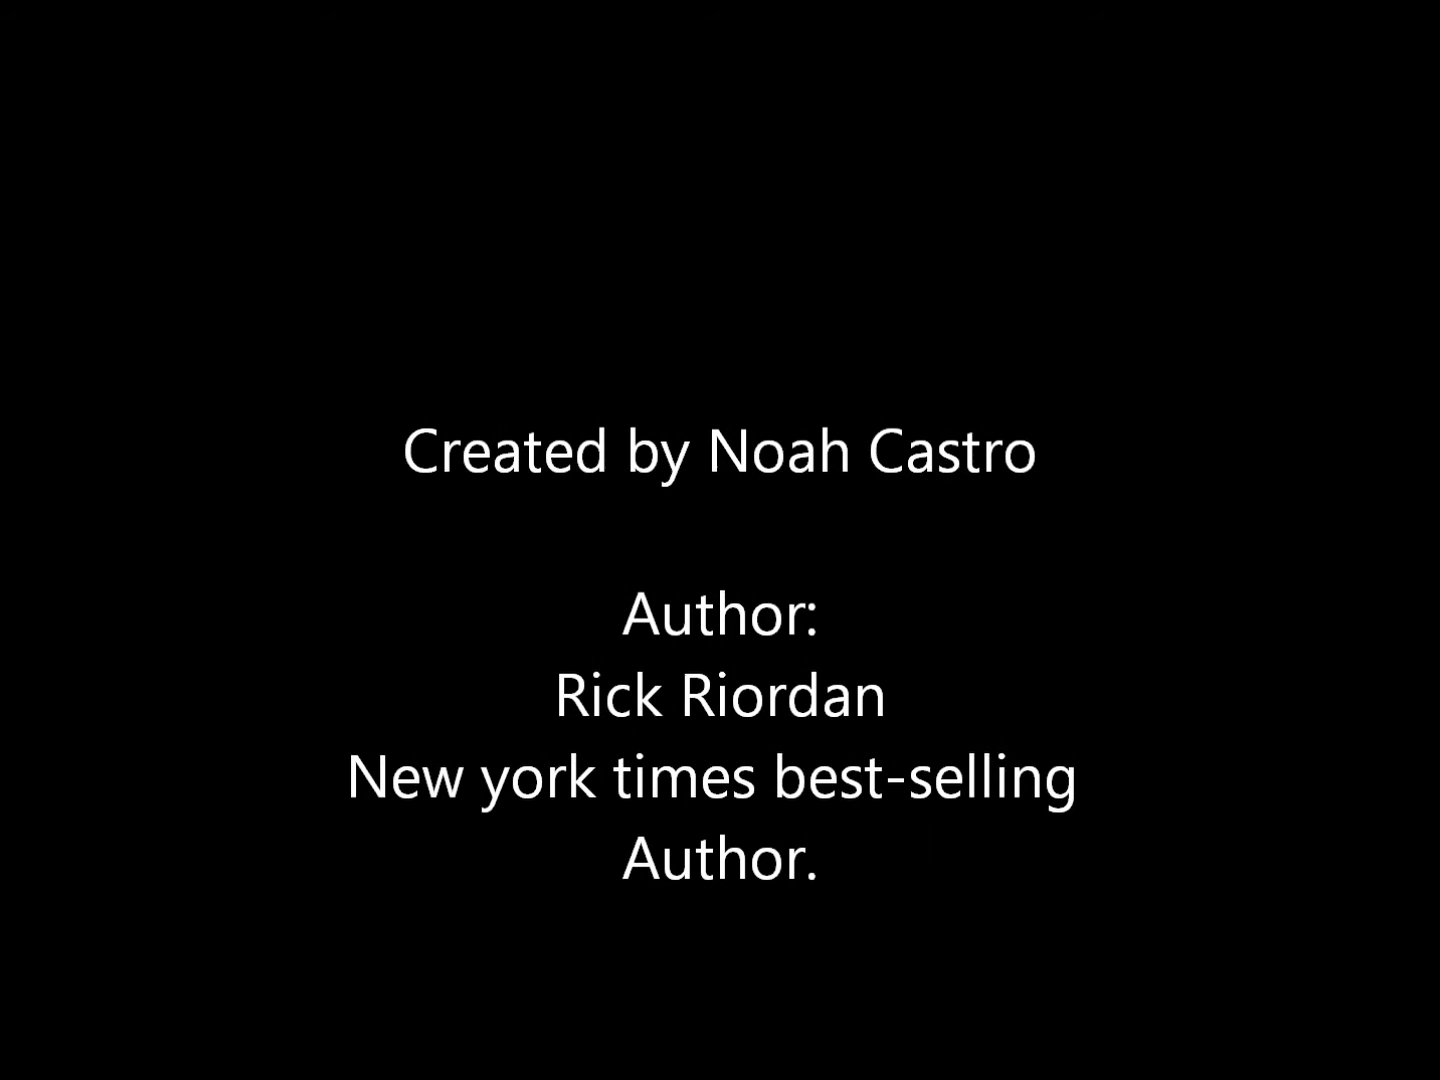 Created by Noah Castro
Author:
Rick Riordan
New york times best-selling
Author.